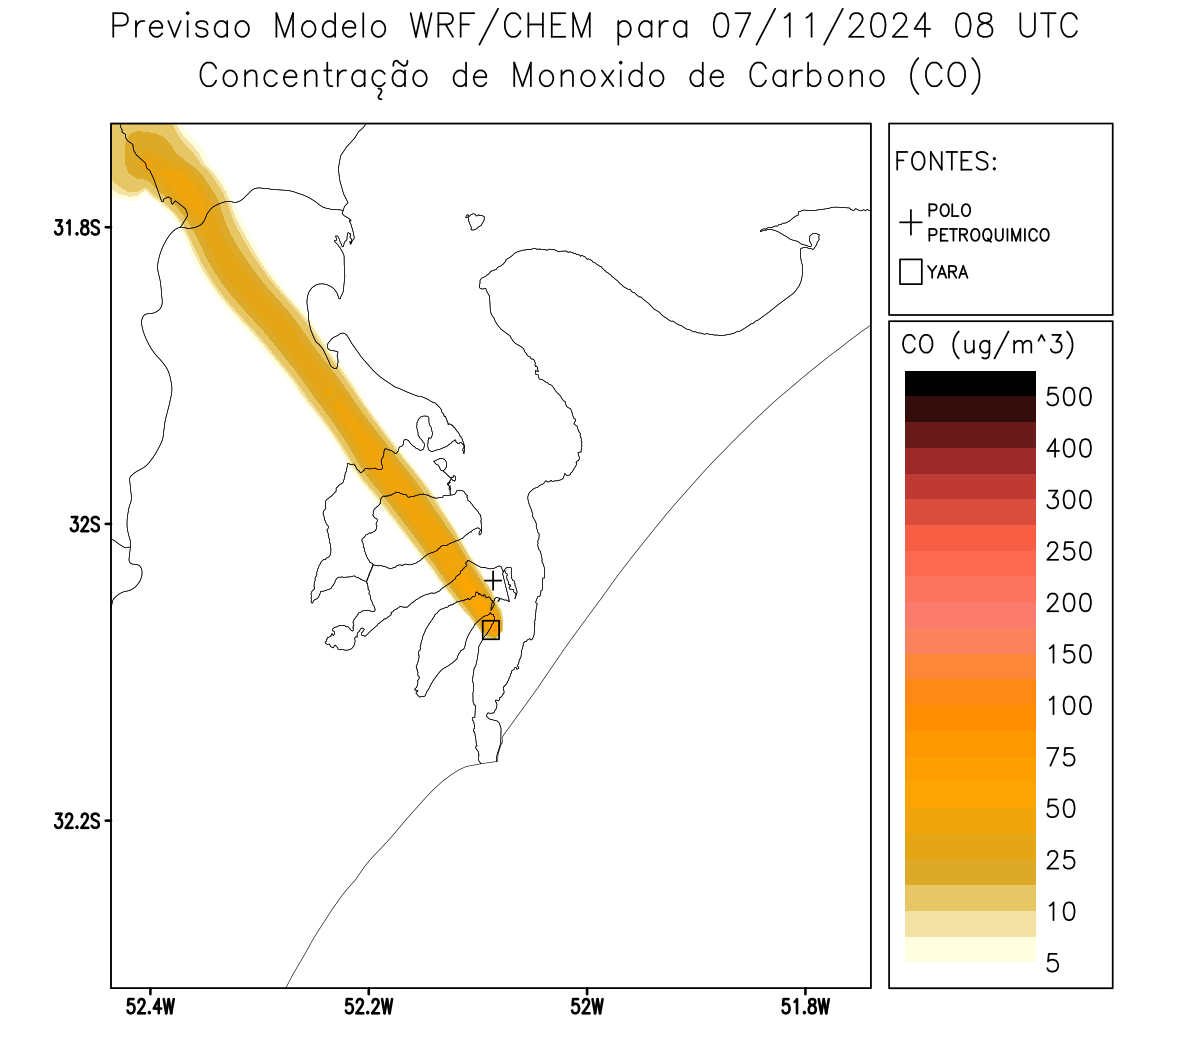 Previsao Modelo WRF/CHEM para 07/11/2024 08 UTC
Concentração de Monoxido de Carbono (CO)
FONTES:
POLO
PETROQUIMICO
YARA
CO (ug/m^3)
500
400
300
250
200
150
100
75
50
25
10
5
31.8S
32S
32.2S
52.4W
52.2W
52W
51.8W